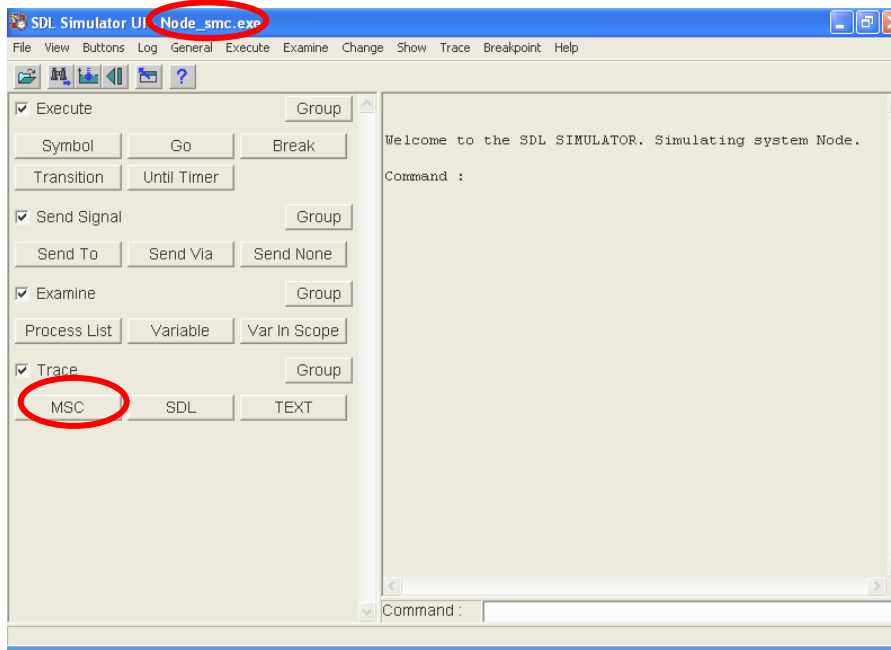 SDL Simulator UI Node_smc.exe
File View Buttons Log General Execute Examine Change Show Trace Breakpoint Help
?
Execute Group
Symbol Go Break
Transition Until Timer
Send Signal Group
Send To Send Via Send None
Examine Group
Process List Variable Var In Scope
Trace Group
MSC SDL TEXT
Welcome to the SDL SIMULATOR. Simulating system Node.
Command :
Command :